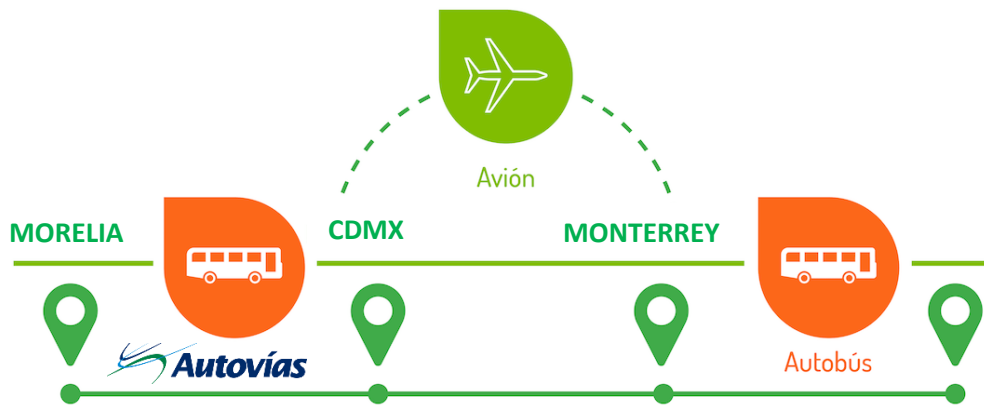 Avión
MORELIA
CDMX
MONTERREY
Autovías
Autobús